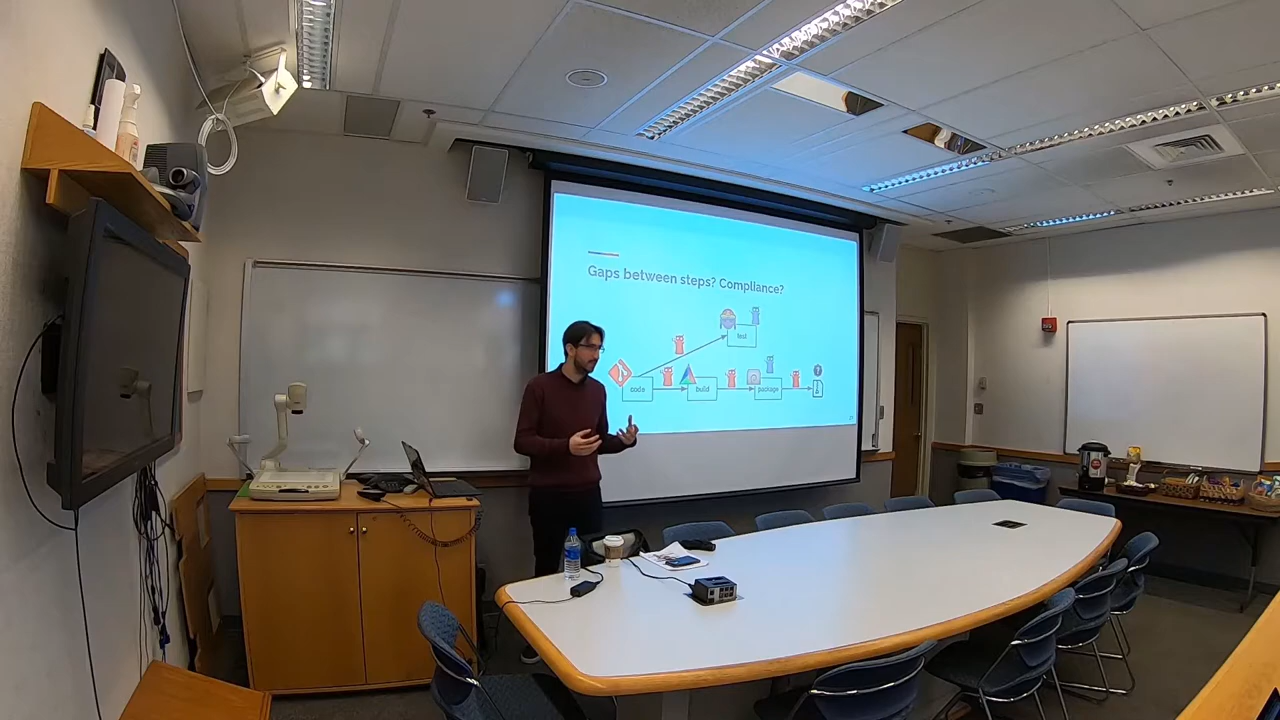 Gaps between steps? Compliance?
test
code
build
package